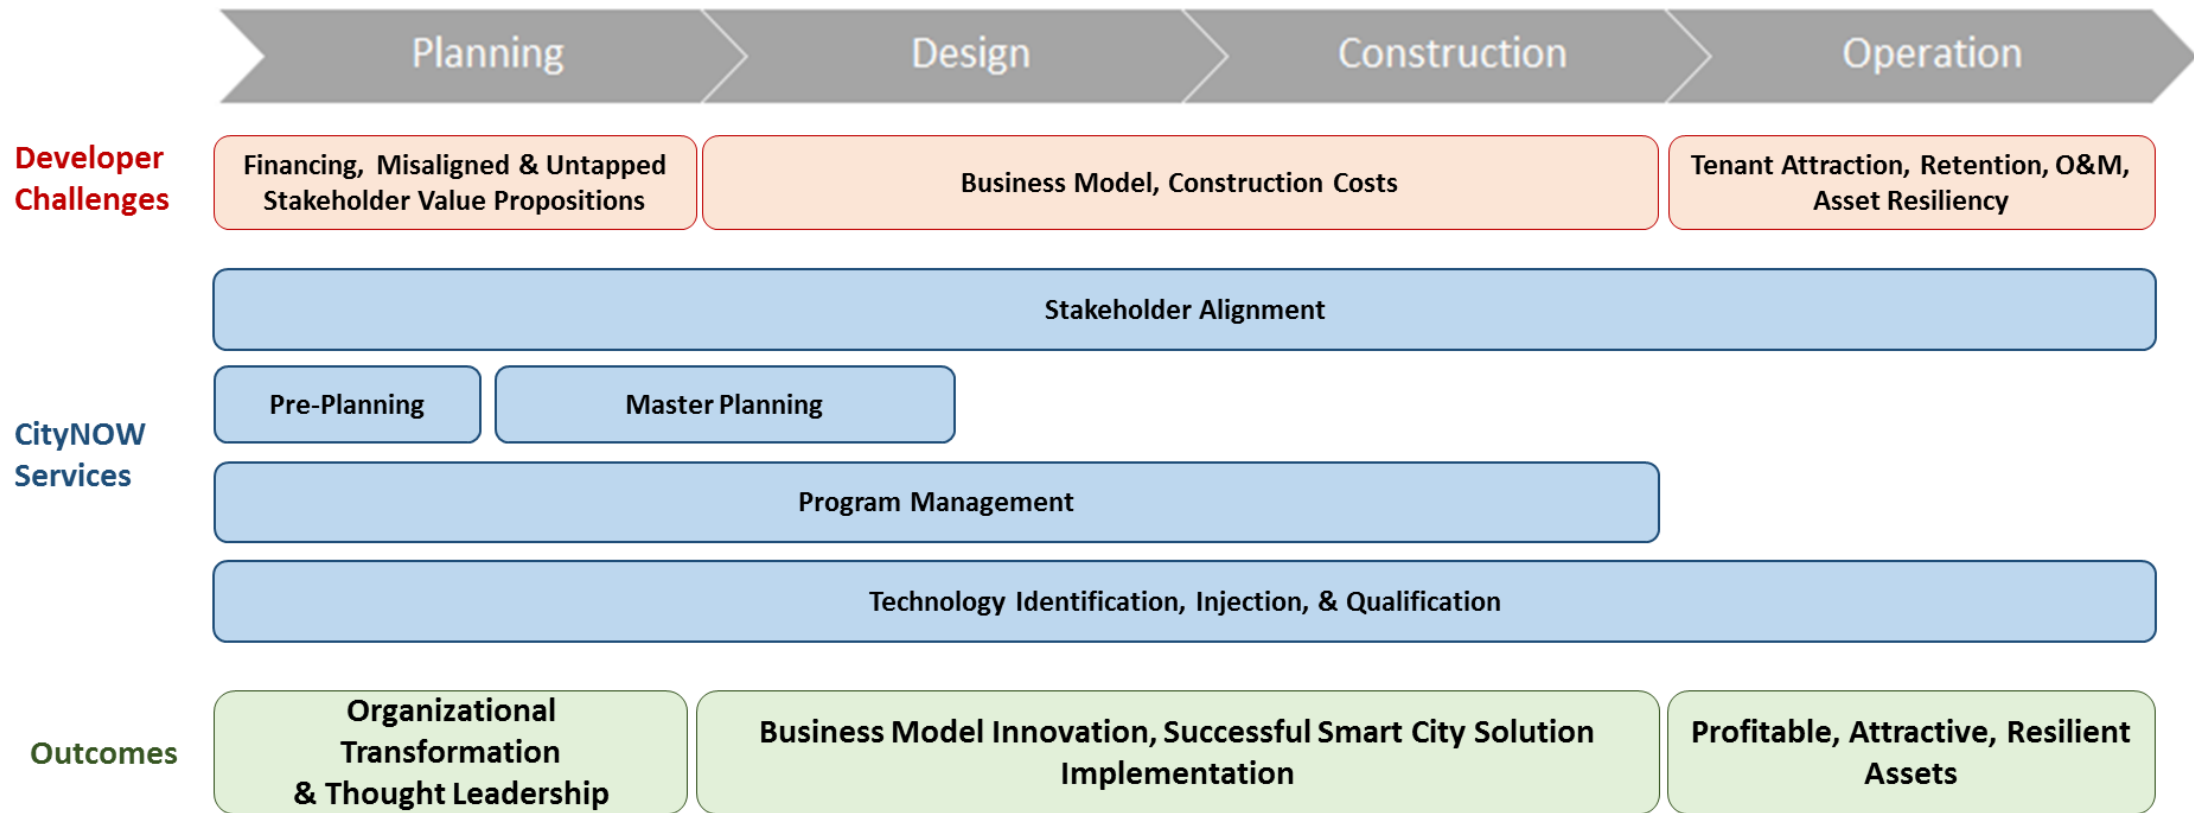 Planning
Design
Construction
Operation
Developer
Challenges
Financing, Misaligned & Untapped
Stakeholder Value Propositions
Business Model, Construction Costs
Tenant Attraction, Retention, O&M,
Asset Resiliency
CityNOW
Services
Stakeholder Alignment
Pre-Planning
Master Planning
Program Management
Technology Identification, Injection, & Qualification
Outcomes
Organizational
Transformation
& Thought Leadership
Business Model Innovation, Successful Smart City Solution
Implementation
Profitable, Attractive, Resilient
Assets